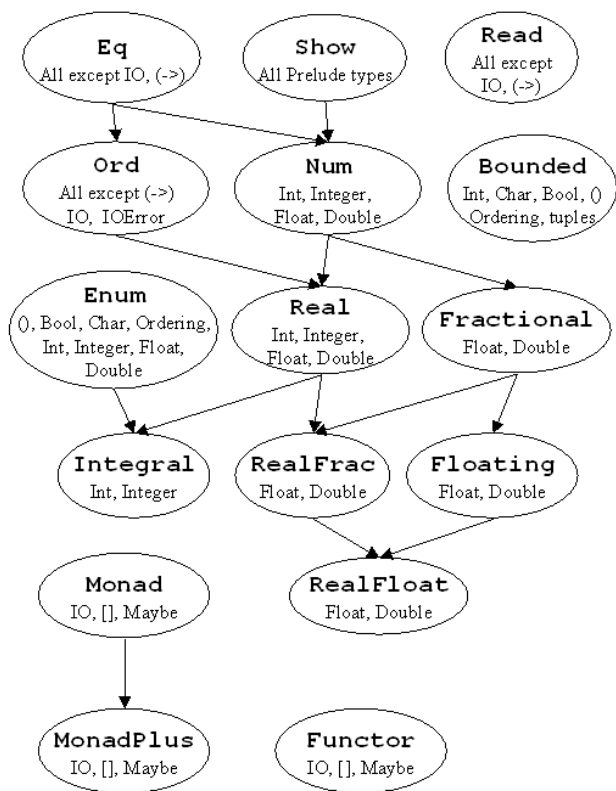 Eq
All except IO, (->)
Show
All Prelude types
Read
All except
IO, (->)
Ord
All except (->)
IO, IOError
Num
Int, Integer,
Float, Double
Bounded
Int, Char, Bool, ()
Ordering, tuples
Enum
(), Bool, Char, Ordering,
Int, Integer, Float,
Double
Real
Int, Integer,
Float, Double
Fractional
Float, Double
Integral
Int, Integer
RealFrac
Float, Double
Floating
Float, Double
Monad
IO, [], Maybe
RealFloat
Float, Double
MonadPlus
IO, [], Maybe
Functor
IO, [], Maybe